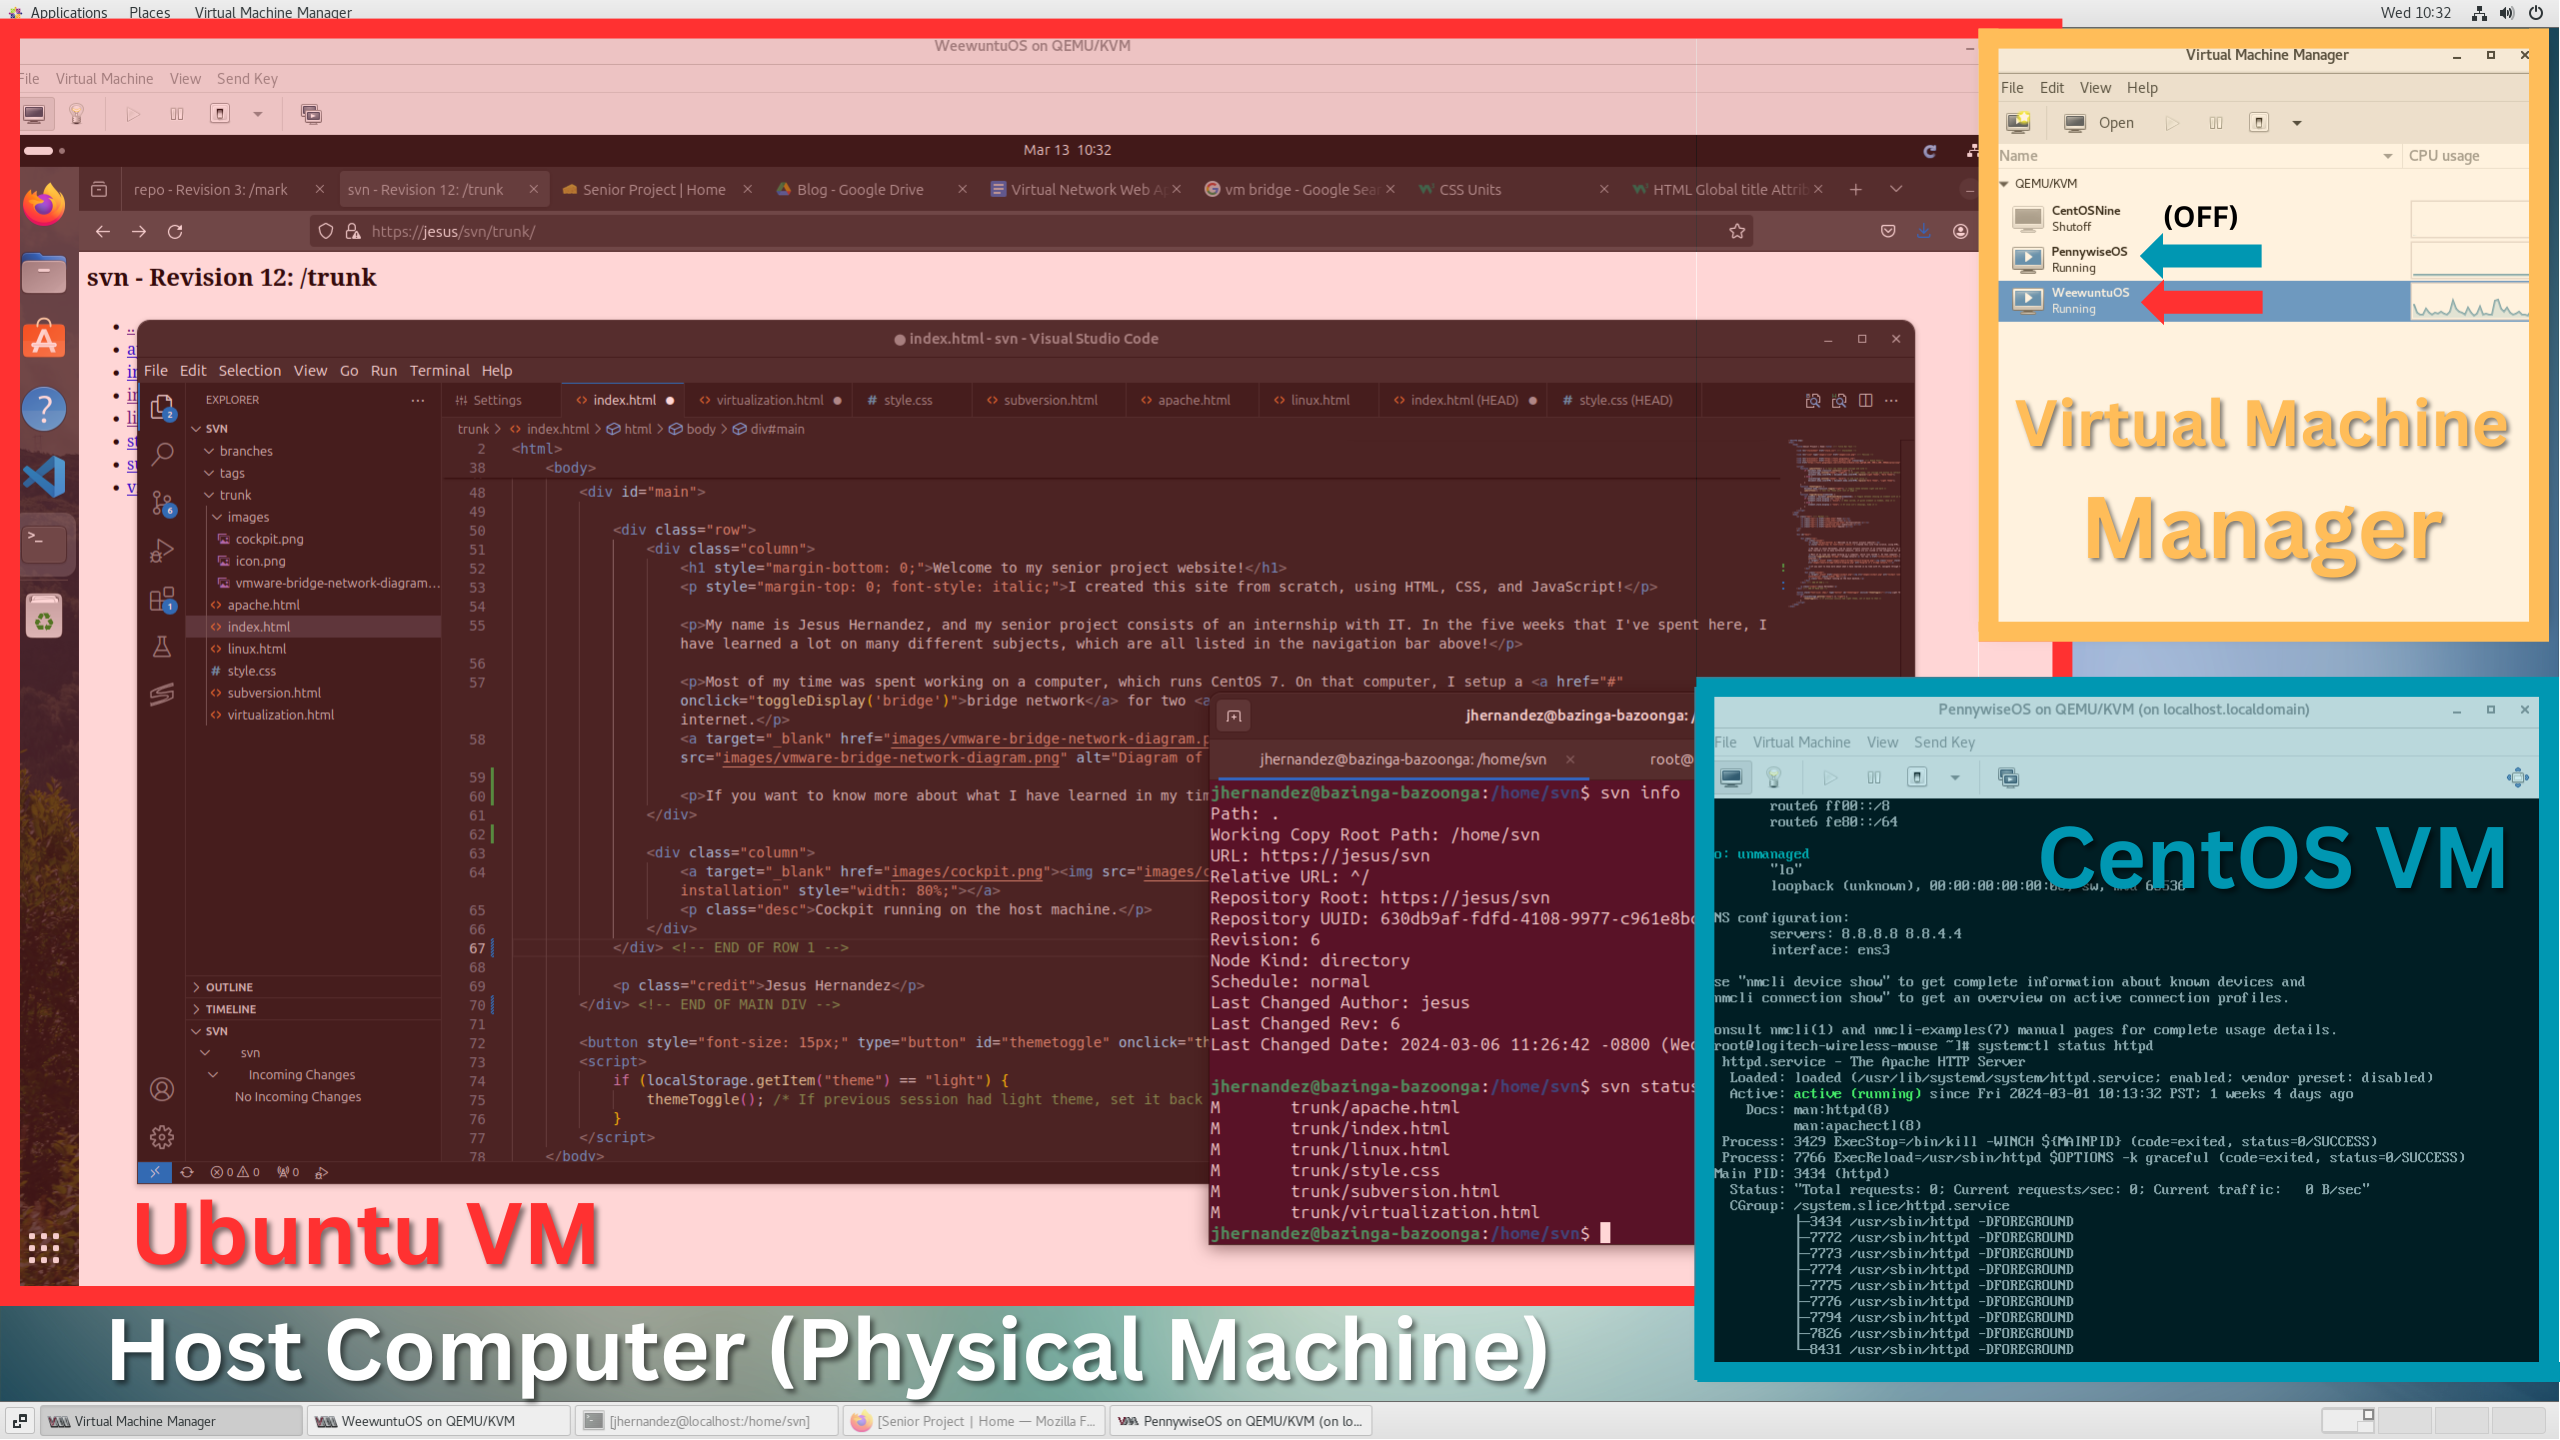 Applications Places Virtual Machine Manager
Wed 10:32
WeewuntuOS on QEMU/KVM
File Virtual Machine View Send Key
Mar 13 10:32
repo - Revision 3: /mark
svn - Revision 12: /trunk
Senior Project | Home
Blog - Google Drive
Virtual Network Web
vm bridge - Google
CSS Units
HTML Global title
https://jesus/svn/trunk/
svn - Revision 12: /trunk
index.html - svn - Visual Studio Code
File Edit Selection View Go Run Terminal Help
EXPLORER
SVN
branches
tags
trunk
images
cockpit.png
icon.png
vmware-bridge-network-diagram...
apache.html
index.html
linux.html
style.css
subversion.html
virtualization.html
OUTLINE
TIMELINE
SVN
svn
Incoming Changes
No Incoming Changes
2
6
1
0 0 0
Settings index.html virtualization.html style.css subversion.html apache.html linux.html index.html (HEAD) style.css (HEAD)
trunk > index.html > html > body > div#main
2 <html>
38 <body>
48 <div id="main">
49
50 <div class="row">
51 <div class="column">
52 <h1 style="margin-bottom: 0;">Welcome to my senior project website!</h1>
53 <p style="margin-top: 0; font-style: italic;">I created this site from scratch, using HTML, CSS, and JavaScript!</p>
54
55 <p>My name is Jesus Hernandez, and my senior project consists of an internship with IT. In the five weeks that I've spent here, I
have learned a lot on many different subjects, which are all listed in the navigation bar above!</p>
56
57 <p>Most of my time was spent working on a computer, which runs CentOS 7. On that computer, I setup a <a href="#"
onclick="toggleDisplay('bridge')">bridge network</a> for two <a
internet.</p>
58 <a target="_blank" href="images/vmware-bridge-network-diagram.p
src="images/vmware-bridge-network-diagram.png" alt="Diagram of
59
60 <p>If you want to know more about what I have learned in my
61 </div>
62
63 <div class="column">
64 <a target="_blank" href="images/cockpit.png"><img src="images/
installation" style="width: 80%;"></a>
65 <p class="desc">Cockpit running on the host machine.</p>
66 </div>
67 </div> <!-- END OF ROW 1 -->
68
69 <p class="credit">Jesus Hernandez</p>
70 </div> <!-- END OF MAIN DIV -->
71
72 <button style="font-size: 15px;" type="button" id="themetoggle" onclick=
73 <script>
74 if (localStorage.getItem("theme") == "light") {
75 themeToggle(); /* If previous session had light theme, set it back
76 }
77 </script>
78 </body>
jhernandez@bazinga-bazoonga: /
jhernandez@bazinga-bazoonga: /home/svn
root@
jhernandez@bazinga-bazoonga:/home/svn$ svn info
Path: .
Working Copy Root Path: /home/svn
URL: https://jesus/svn
Relative URL: ^/
Repository Root: https://jesus/svn
Repository UUID: 630db9af-fdfd-4108-9977-c961e8b
Revision: 6
Node Kind: directory
Schedule: normal
Last Changed Author: jesus
Last Changed Rev: 6
Last Changed Date: 2024-03-06 11:26:42 -0800
jhernandez@bazinga-bazoonga:/home/svn$ svn status
M trunk/apache.html
M trunk/index.html
M trunk/linux.html
M trunk/style.css
M trunk/subversion.html
M trunk/virtualization.html
jhernandez@bazinga-bazoonga:/home/svn$
Ubuntu VM
Virtual Machine Manager
File Edit View Help
Open
Name CPU usage
QEMU/KVM
CentOSNine
Shutoff
(OFF)
PennywiseOS
Running
WeewuntuOS
Running
Virtual Machine
Manager
PennywiseOS on QEMU/KVM (on localhost.localdomain)
File Virtual Machine View Send Key
route6 ff00::/8
route6 fe80::/64
o: unmanaged
"lo"
loopback (unknown), 00:00:00:00:00:
CentOS VM
NS configuration:
servers: 8.8.8.8 8.8.4.4
interface: ens3
se "nmcli device show" to get complete information about known devices and
nmcli connection show" to get an overview on active connection profiles.
onsult nmcli(1) and nmcli-examples(7) manual pages for complete usage details.
root@logitech-wireless-mouse ~]# systemctl status httpd
httpd.service - The Apache HTTP Server
Loaded: loaded (/usr/lib/systemd/system/httpd.service; enabled; vendor preset: disabled)
Active: active (running) since Fri 2024-03-01 10:13:32 PST; 1 weeks 4 days ago
Docs: man:httpd(8)
man:apachectl(8)
Process: 3429 ExecStop=/bin/kill -WINCH ${MAINPID} (code=exited, status=0/SUCCESS)
Process: 7766 ExecReload=/usr/sbin/httpd $OPTIONS -k graceful (code=exited, status=0/SUCCESS)
Main PID: 3434 (httpd)
Status: "Total requests: 0; Current requests/sec: 0; Current traffic: 0 B/sec"
CGroup: /system.slice/httpd.service
├─3434 /usr/sbin/httpd -DFOREGROUND
├─7772 /usr/sbin/httpd -DFOREGROUND
├─7773 /usr/sbin/httpd -DFOREGROUND
├─7774 /usr/sbin/httpd -DFOREGROUND
├─7775 /usr/sbin/httpd -DFOREGROUND
├─7776 /usr/sbin/httpd -DFOREGROUND
├─7794 /usr/sbin/httpd -DFOREGROUND
├─7826 /usr/sbin/httpd -DFOREGROUND
└─8431 /usr/sbin/httpd -DFOREGROUND
Host Computer (Physical Machine)
Virtual Machine Manager
WeewuntuOS on QEMU/KVM
[jhernandez@localhost:/home/svn]
[Senior Project | Home — Mozilla F...
PennywiseOS on QEMU/KVM (on lo...